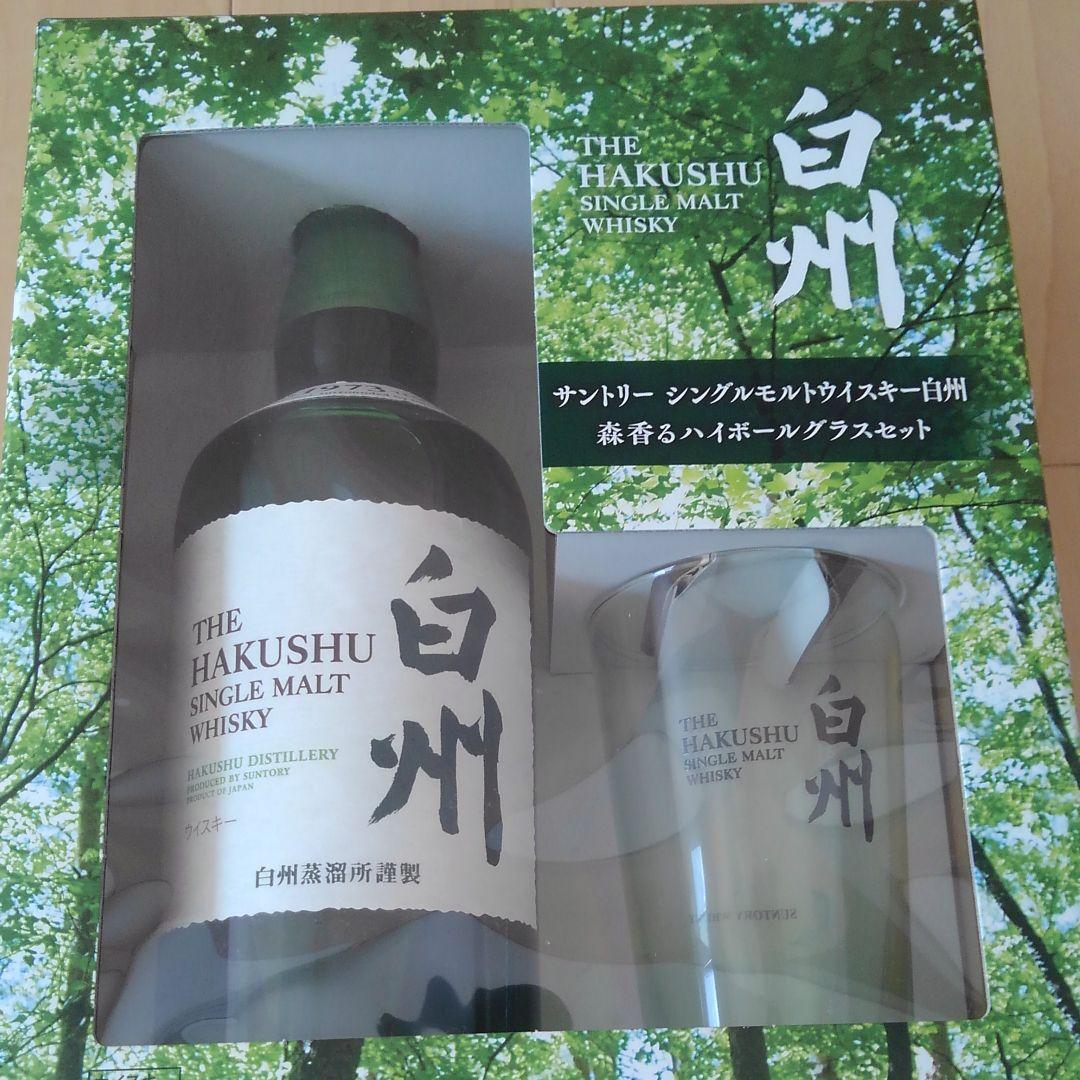 THE
HAKUSHU
SINGLE MALT
WHISKY
白州
サントリー シングルモルトウイスキー白州
森香るハイボールグラスセット
1973
THE
HAKUSHU
SINGLE MALT
WHISKY
白州
HAKUSHU DISTILLERY
PRODUCED BY SUNTORY
PRODUCT OF JAPAN
ウイスキー
白州蒸溜所謹製
THE
HAKUSHU
SINGLE MALT
WHISKY
白州
SUNTORY WHISKY